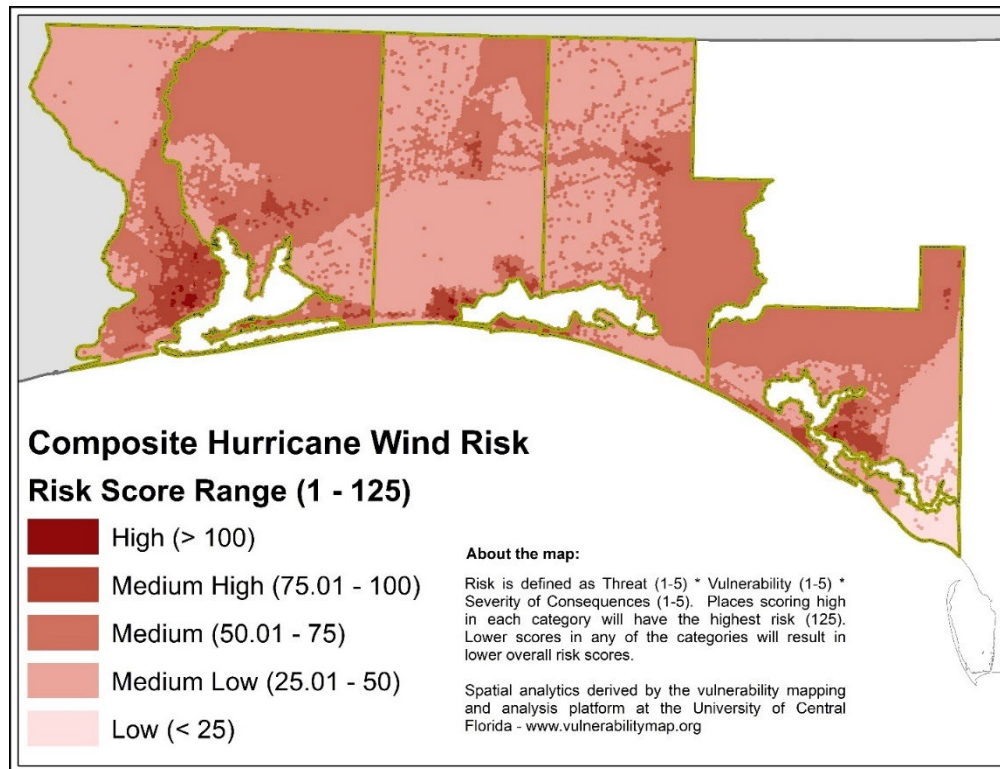 Composite Hurricane Wind Risk
Risk Score Range (1 - 125)
High (> 100)
Medium High (75.01 - 100)
Medium (50.01 - 75)
Medium Low (25.01 - 50)
Low (< 25)
About the map:
Risk is defined as Threat (1-5) * Vulnerability (1-5) *
Severity of Consequences (1-5). Places scoring high
in each category will have the highest risk (125).
Lower scores in any of the categories will result in
lower overall risk scores.
Spatial analytics derived by the vulnerability mapping
and analysis platform at the University of Central
Florida - www.vulnerabilitymap.org